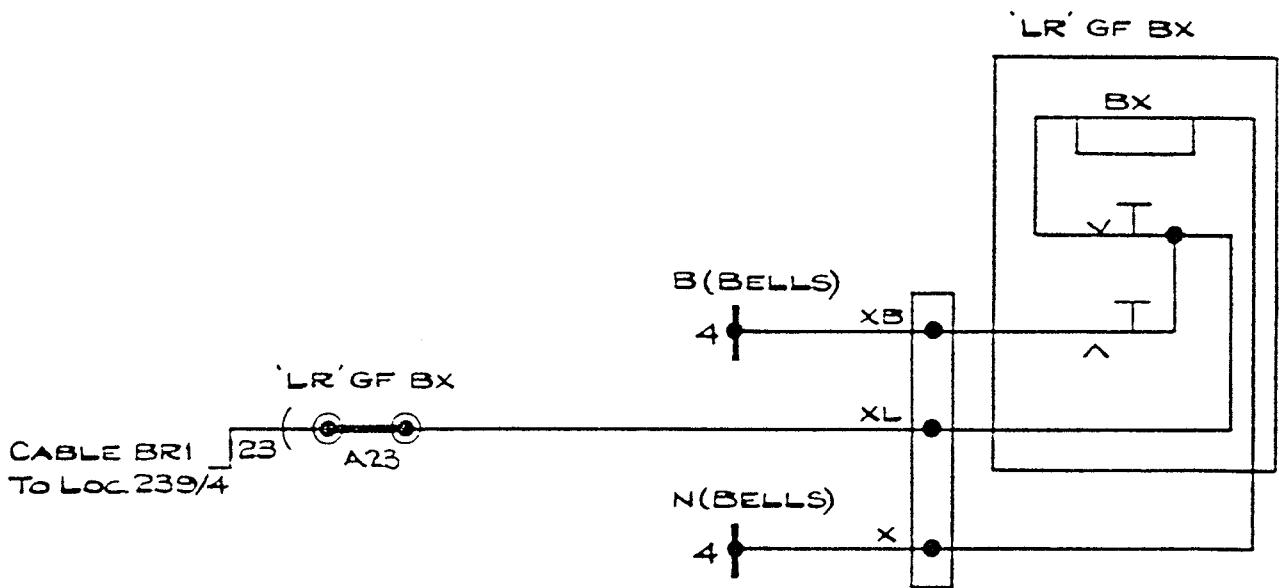 'LR' GF BX
BX
B (BELLS)
4
XB
'LR' GF BX
XL
CABLE BR1
23
A23
TO LOC 239/4
N (BELLS)
4
X